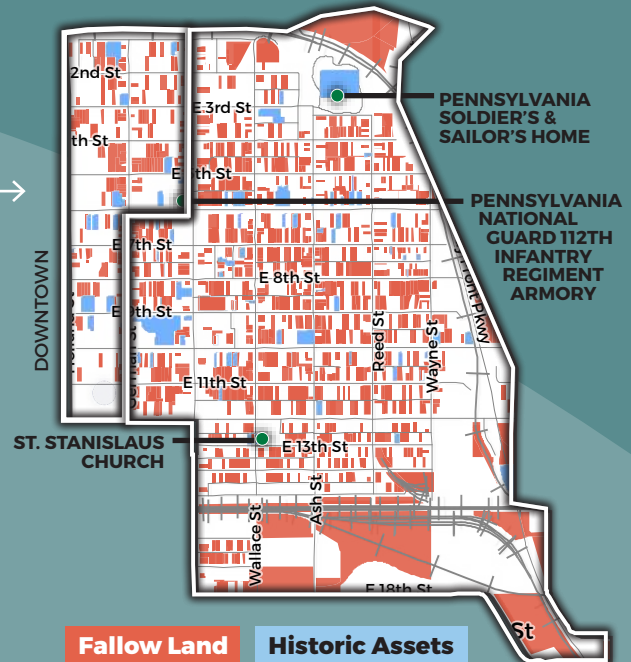 2nd St
E 3rd St
PENNSYLVANIA
SOLDIER'S &
SAILOR'S HOME
th St
th St
PENNSYLVANIA
NATIONAL
GUARD 112TH
INFANTRY
REGIMENT
ARMORY
E 7th St
E 8th St
Front Pkwy
DOWNTOWN
Reed St
Wayne St
E 11th St
ST. STANISLAUS
CHURCH
E 13th St
Ash St
Wallace St
E 18th St
St
Fallow Land
Historic Assets